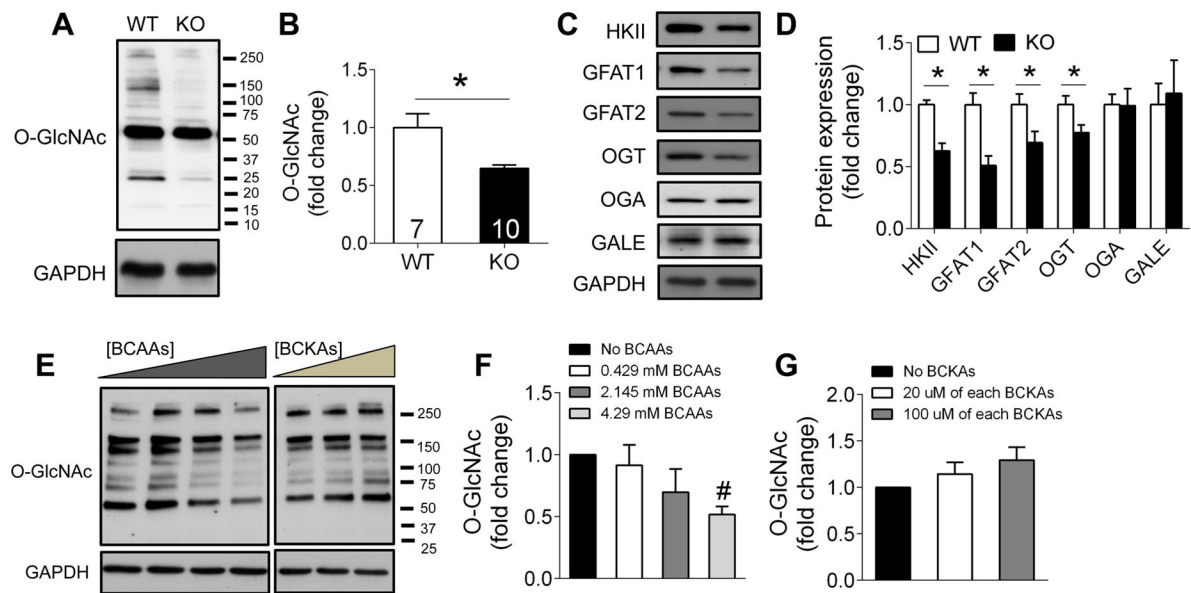 A
WT KO
250
150
100
75
50
37
25
20
15
10
O-GlcNAc
GAPDH
B
O-GlcNAc
(fold change)
1.5
1.0
0.5
0.0
*
7
10
WT
KO
C
HKII
GFAT1
GFAT2
OGT
OGA
GALE
GAPDH
D
WT KO
Protein expression
(fold change)
1.5
1.0
0.5
0.0
* * * *
HKII
GFAT1
GFAT2
OGT
OGA
GALE
E
[BCAAs]
[BCKAs]
250
150
100
75
50
37
25
O-GlcNAc
GAPDH
F
No BCAAs
0.429 mM BCAAs
2.145 mM BCAAs
4.29 mM BCAAs
O-GlcNAc
(fold change)
1.5
1.0
0.5
0.0
#
G
No BCKAs
20 uM of each BCKAs
100 uM of each BCKAs
O-GlcNAc
(fold change)
2.0
1.5
1.0
0.5
0.0